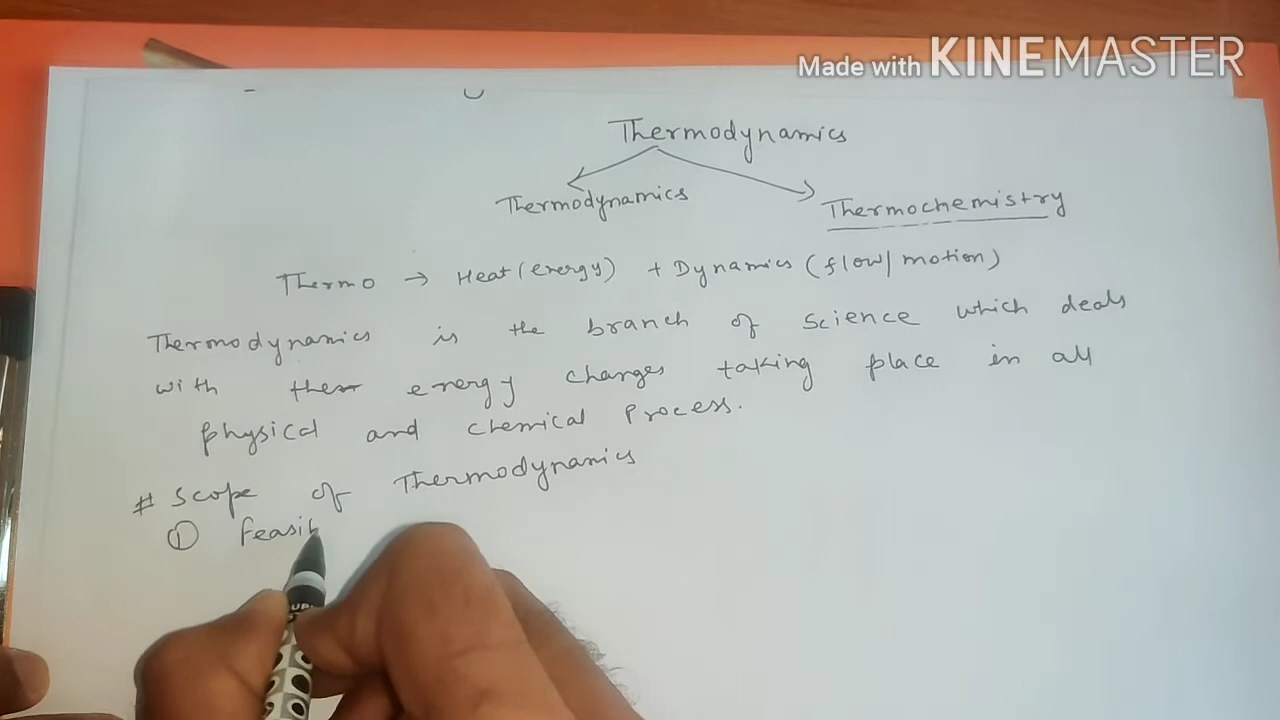 Made with KINEMASTER
Thermodynamics
Thermodynamics Thermochemistry
Thermo → Heat (energy) + Dynamics (flow/motion)
Thermodynamics is the branch of science which deals
with the energy changes taking place in all
physical and chemical process.
# Scope of Thermodynamics
①